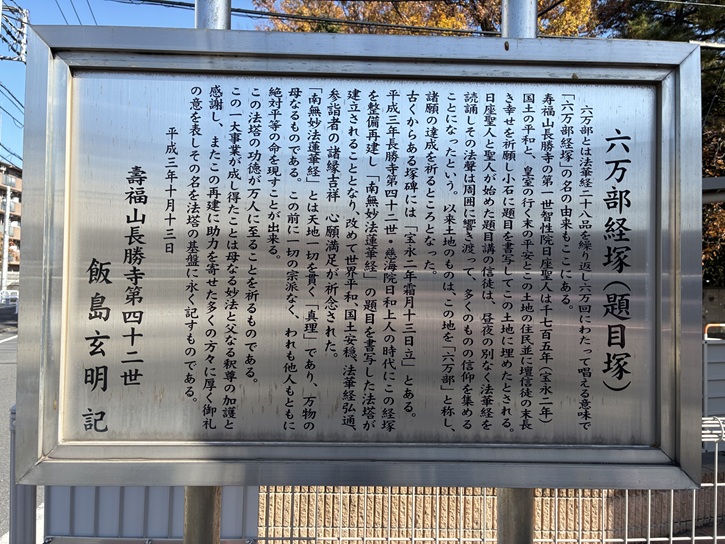 六万部経塚（題目塚）
六万部とは法華経二十八品を繰り返し六万回にわたって唱える意味で
「六万部経塚」の名の由来もここにある。
寿福山長勝寺の第一世智性院日座聖人は千七百五年（宝永二年）
国土の平和と、皇室の行く末の平安とこの土地の住民並に壇信徒の末長
き幸せを祈願し小石に題目を書写してこの土地に埋めたとされる。
日座聖人と聖人が始めた題目講の信徒は、昼夜の別なく法華経を
読誦しその法聲は周囲に響き渡って、多くのものの信仰を集める
ことになったという。以来土地のものは、この地を「六万部」と称し、
諸願の達成を祈るところとなった。
古くからある塚碑には「宝永二年霜月十三日立」とある。
平成三年長勝寺第四十二世・慈海院日和上人の時代にこの経塚
を整備再建し「南無妙法蓮華経」の題目を書写した法塔が
建立されることとなり、改めて世界平和、国土安穏、法華経弘通、
参詣者の諸縁吉祥 心願満足が祈念された。
「南無妙法蓮華経」とは天地一切を貫く「真理」であり、万物の
母なるものである。この前に一切の宗派なく、われも他人もともに
絶対平等の命を現すことが出来る。
この法塔の功徳が万人に至ることを祈るものである。
この一大事業が成し得たことは母なる妙法と父なる釈尊の加護と
感謝し、またこの再建に助力を寄せた多くの方々に厚く御礼
の意を表しその名を法塔の基盤に永く記すものである。
平成三年十月十三日
壽福山長勝寺第四十二世
飯島玄明 記